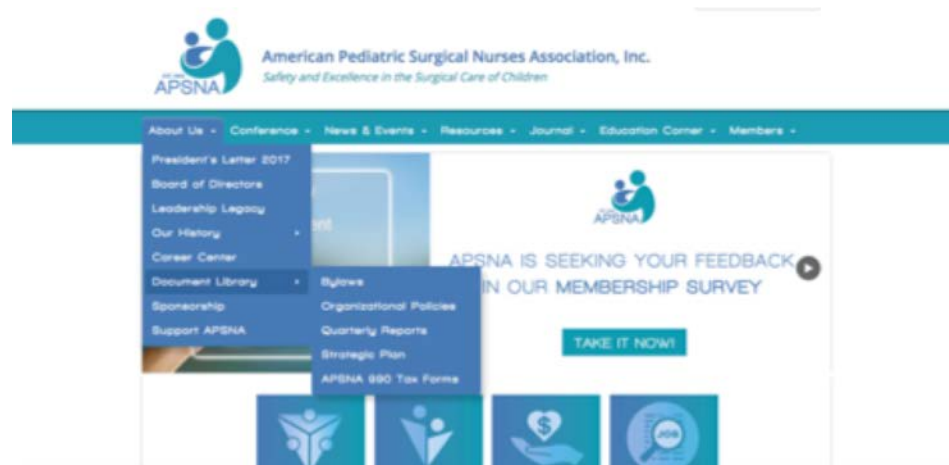 APSNA
American Pediatric Surgical Nurses Association, Inc.
Safety and Excellence in the Surgical Care of Children
About Us Conference News & Events Resources Journal Education Corner Members
President's Letter 2017
Board of Directors
Leadership Legacy
Our History
Career Center
Document Library
Sponsorship
Support APSNA
Bylaws
Organizational Policies
Quarterly Reports
Strategic Plan
APSNA 990 Tax Forms
APSNA
APSNA IS SEEKING YOUR FEEDBACK
IN OUR MEMBERSHIP SURVEY
TAKE IT NOW!
JOB